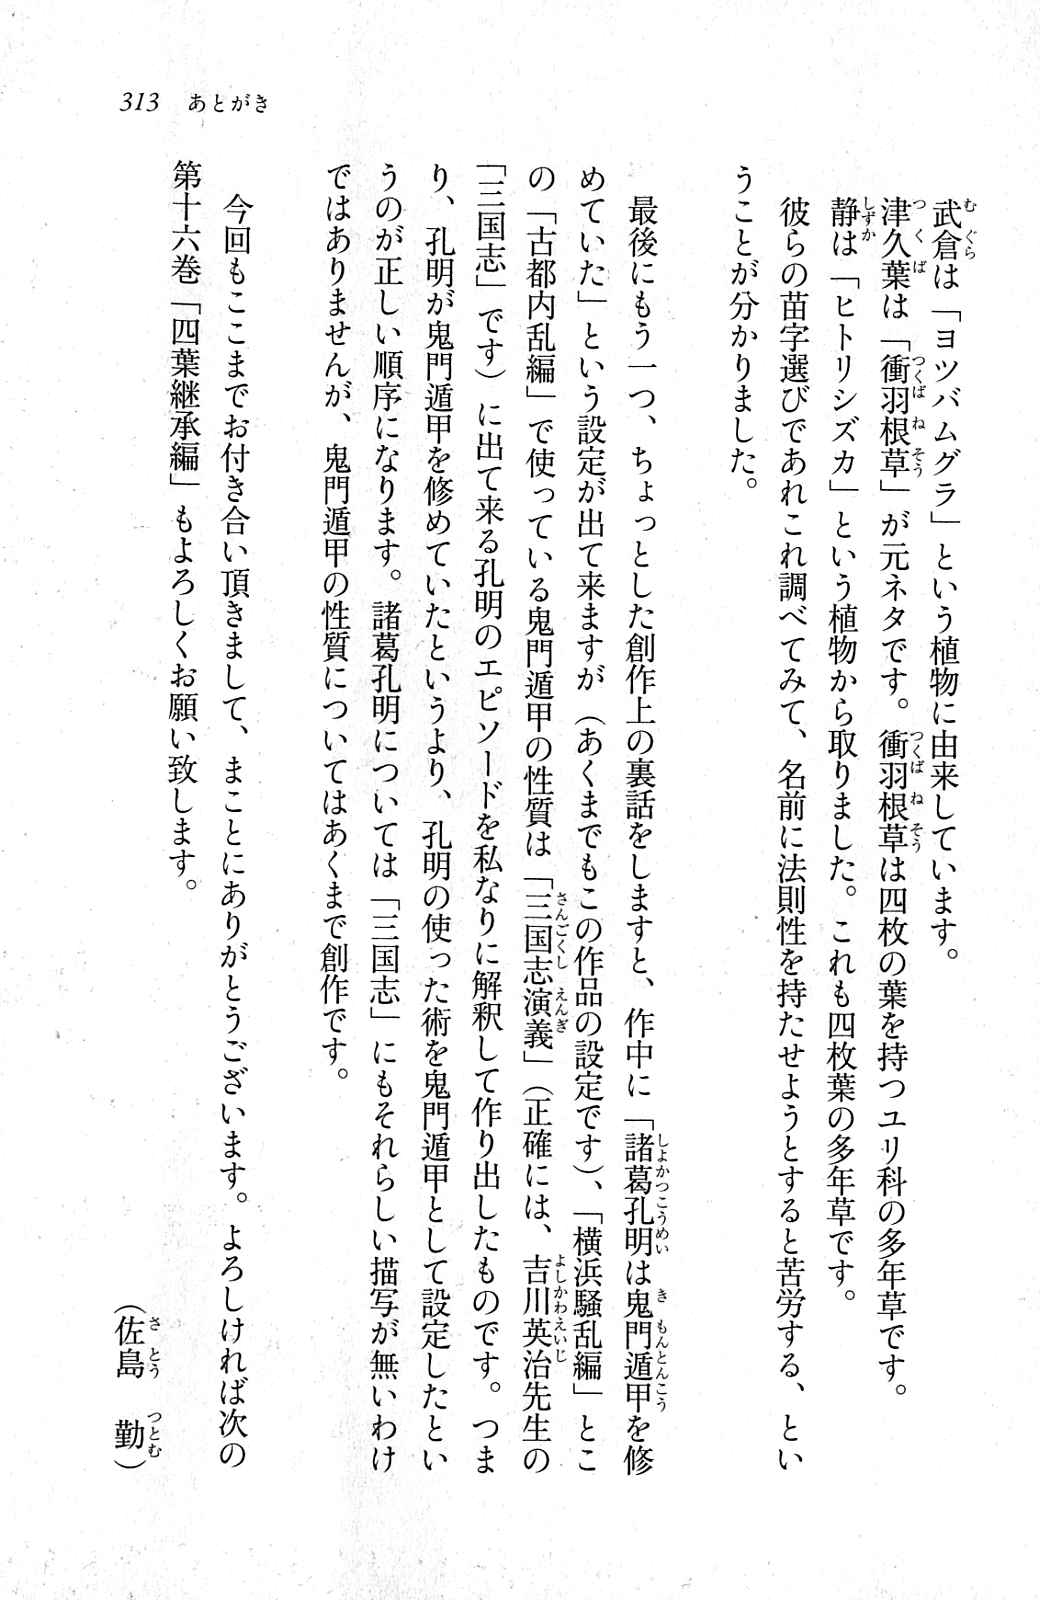 313 あとがき
武倉は「ヨツバムグラ」という植物に由来しています。
津久葉は「衝羽根草」が元ネタです。衝羽根草は四枚の葉を持つユリ科の多年草です。
静は「ヒトリシズカ」という植物から取りました。これも四枚葉の多年草です。
彼らの苗字選びであれこれ調べてみて、名前に法則性を持たせようとすると苦労する、とい
うことが分かりました。
最後にもう一つ、ちょっとした創作上の裏話をしますと、作中に「諸葛孔明は鬼門遁甲を修
めていた」という設定が出て来ますが（あくまでもこの作品の設定です）、「横浜騒乱編」とこ
の「古都内乱編」で使っている鬼門遁甲の性質は「三国志演義」（正確には、吉川英治先生の
「三国志」です）に出て来る孔明のエピソードを私なりに解釈して作り出したものです。つま
り、孔明が鬼門遁甲を修めていたというより、孔明の使った術を鬼門遁甲として設定したとい
うのが正しい順序になります。諸葛孔明については「三国志」にもそれらしい描写が無いわけ
ではありませんが、鬼門遁甲の性質についてはあくまで創作です。
今回もここまでお付き合い頂きまして、まことにありがとうございます。よろしければ次の
第十六巻「四葉継承編」もよろしくお願い致します。
（佐島　勤）